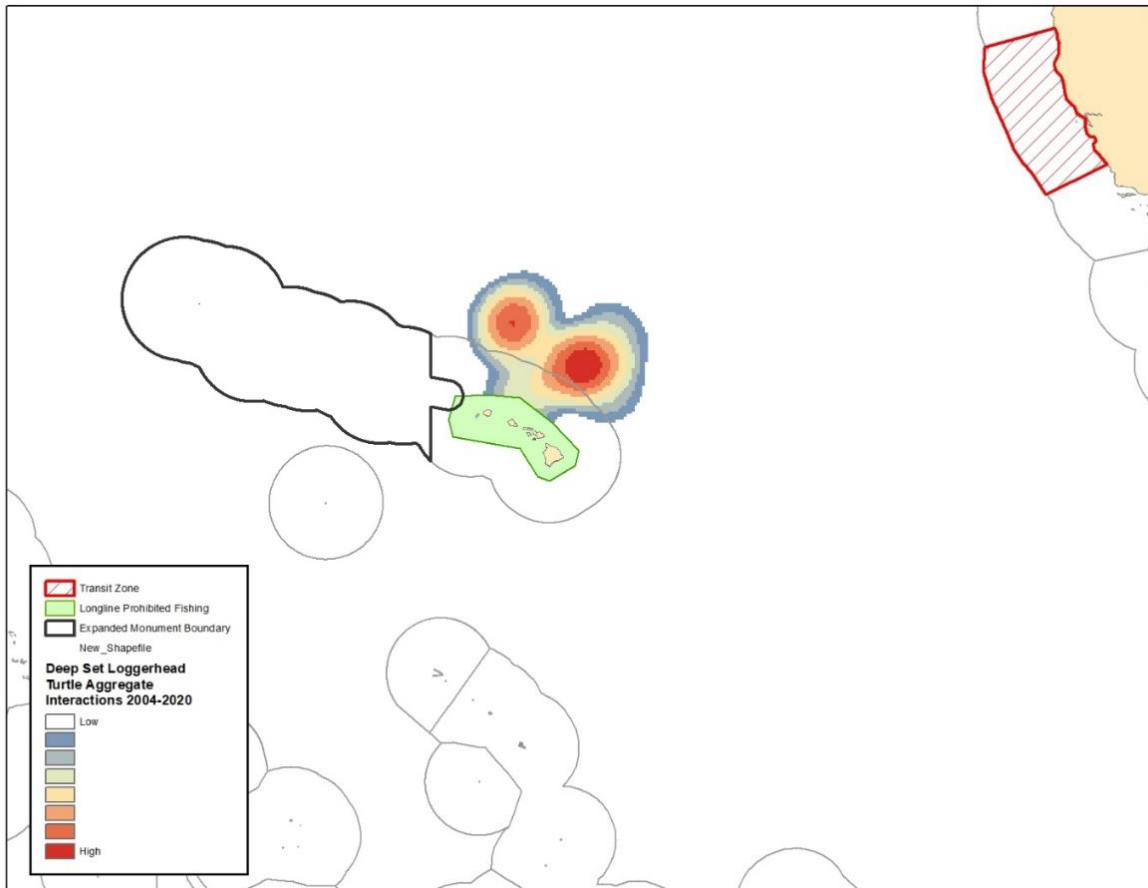 Transit Zone
Longline Prohibited Fishing
Expanded Monument Boundary
New_Shapefile
Deep Set Loggerhead
Turtle Aggregate
Interactions 2004-2020
Low
High